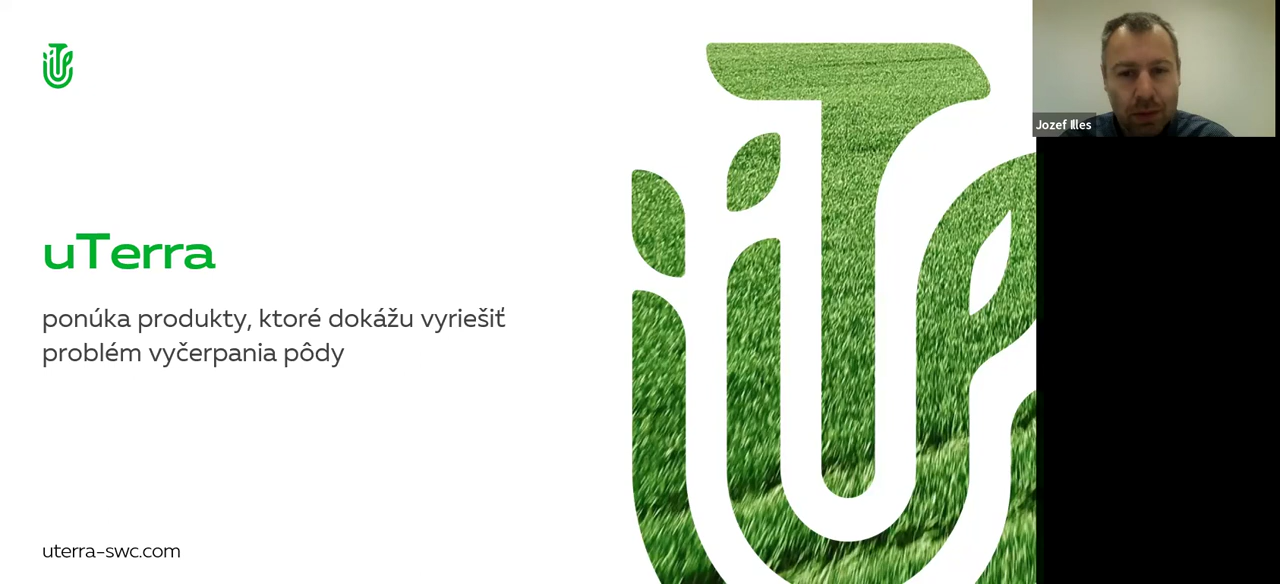 Jozef Illes
uTerra
ponúka produkty, ktoré dokážu vyriešiť
problém vyčerpania pôdy
uterra-swc.com